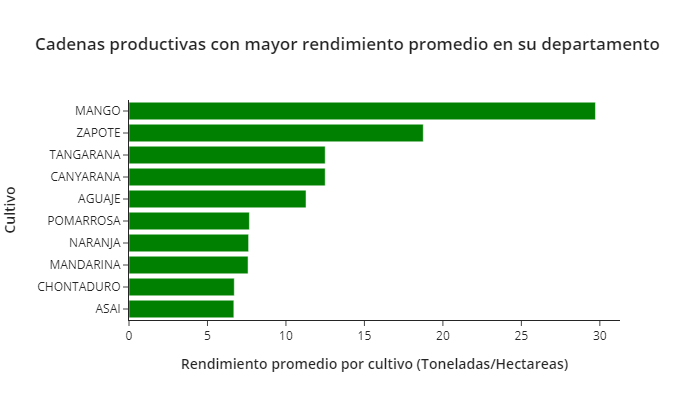 Cadenas productivas con mayor rendimiento promedio en su departamento
Cultivo
MANGO
ZAPOTE
TANGARANA
CANYARANA
AGUAJE
POMARROSA
NARANJA
MANDARINA
CHONTADURO
ASAI
0 5 10 15 20 25 30
Rendimiento promedio por cultivo (Toneladas/Hectareas)